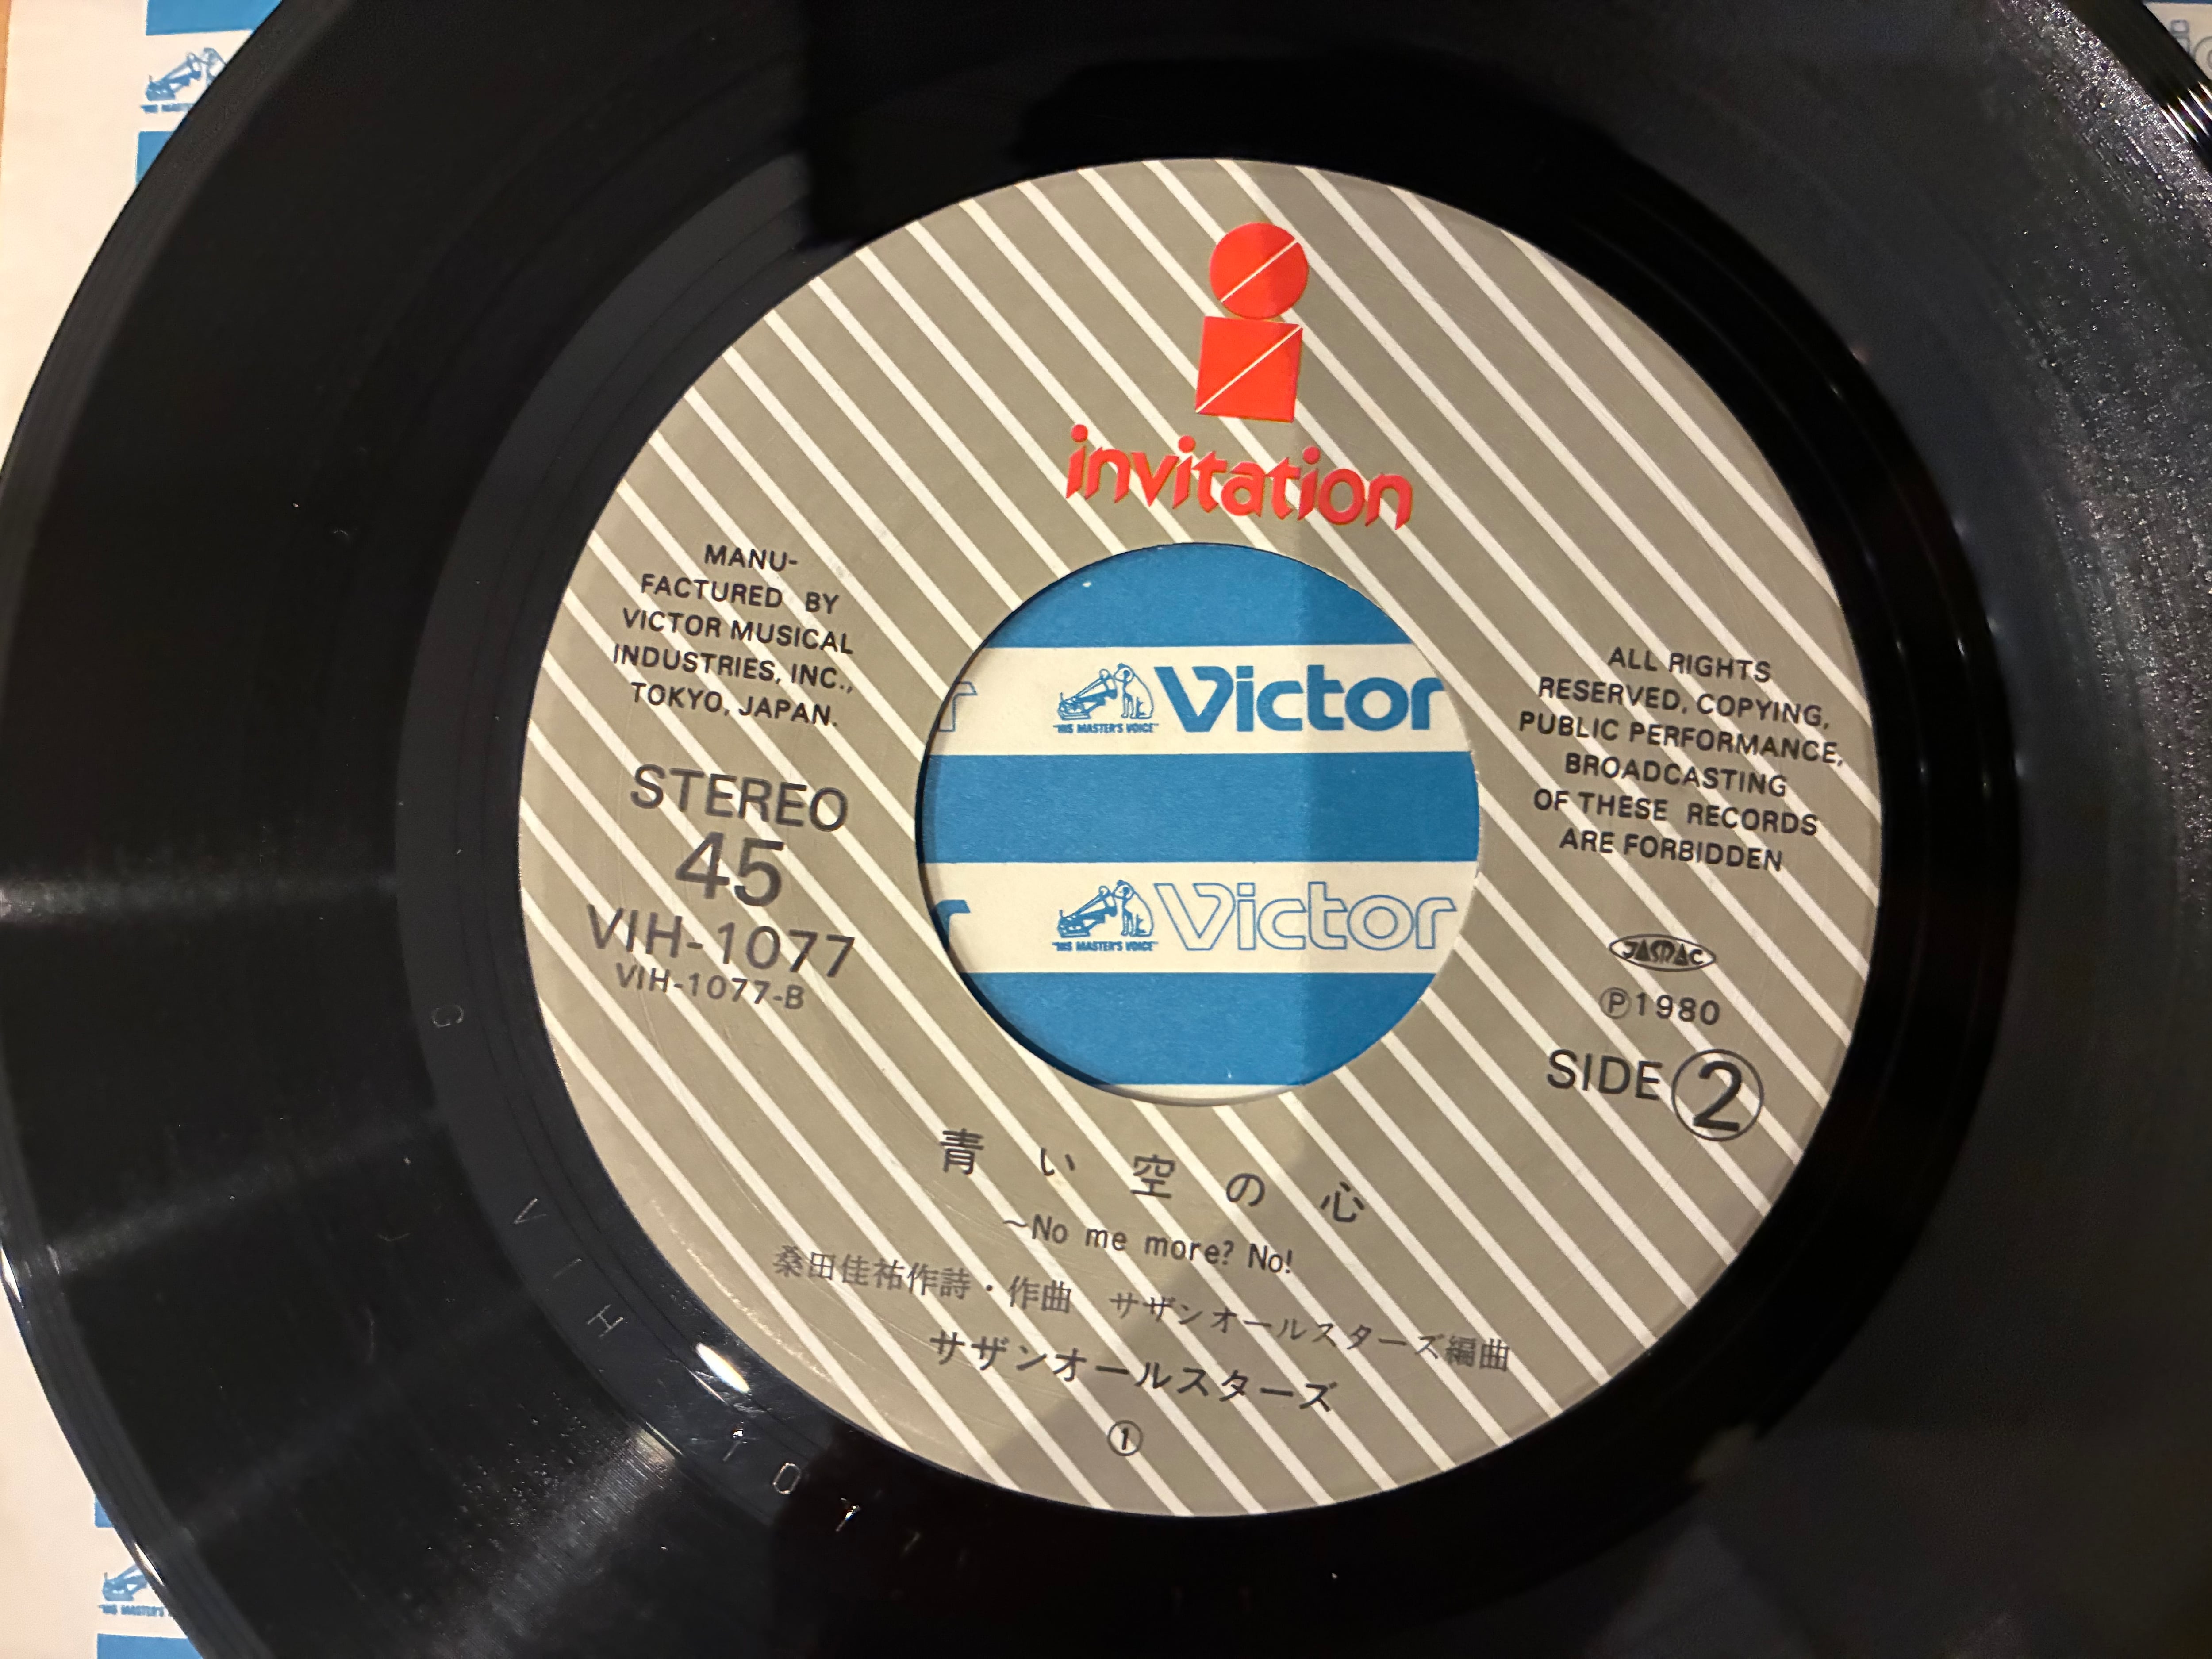 invitation
MANU-
FACTURED BY
VICTOR MUSICAL
INDUSTRIES, INC.,
TOKYO, JAPAN.
STEREO
45
VIH-1077
VIH-1077-B
"HIS MASTER'S VOICE"
Victor
"HIS MASTER'S VOICE"
Victor
ALL RIGHTS
RESERVED, COPYING,
PUBLIC PERFORMANCE,
BROADCASTING
OF THESE RECORDS
ARE FORBIDDEN
JASRAC
Ⓟ1980
SIDE ②
青い空の心
〜No me more? No!
桑田佳祐作詩・作曲 サザンオールスターズ編曲
サザンオールスターズ
①